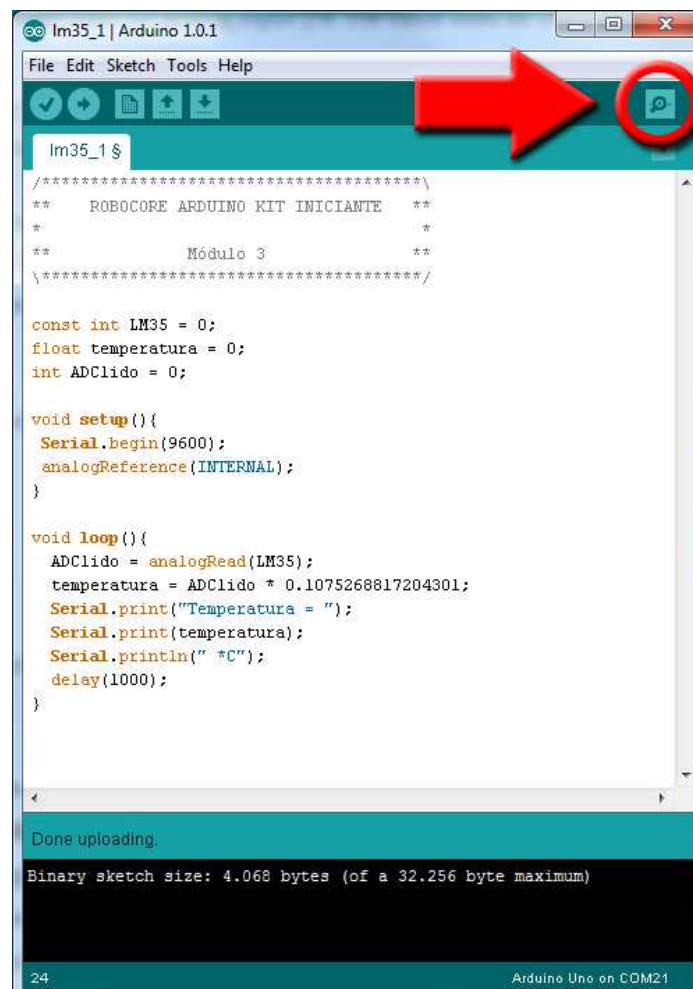 lm35_1 | Arduino 1.0.1
File Edit Sketch Tools Help
lm35_1 §
/***************************************\
** ROBOCORE ARDUINO KIT INICIANTE **
* *
** Módulo 3 **
\***************************************/
const int LM35 = 0;
float temperatura = 0;
int ADClido = 0;
void setup(){
Serial.begin(9600);
analogReference(INTERNAL);
}
void loop(){
ADClido = analogRead(LM35);
temperatura = ADClido * 0.1075268817204301;
Serial.print("Temperatura = ");
Serial.print(temperatura);
Serial.println(" *C");
delay(1000);
}
Done uploading.
Binary sketch size: 4.068 bytes (of a 32.256 byte maximum)
24 Arduino Uno on COM21